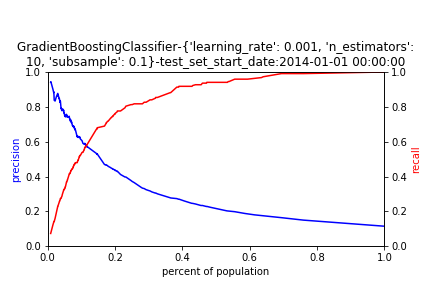 GradientBoostingClassifier-{'learning_rate': 0.001, 'n_estimators':
10, 'subsample': 0.1}-test_set_start_date:2014-01-01 00:00:00
1.0
0.8
0.6
0.4
0.2
0.0
precision
1.0
0.8
0.6
0.4
0.2
0.0
recall
0.0 0.2 0.4 0.6 0.8 1.0
percent of population